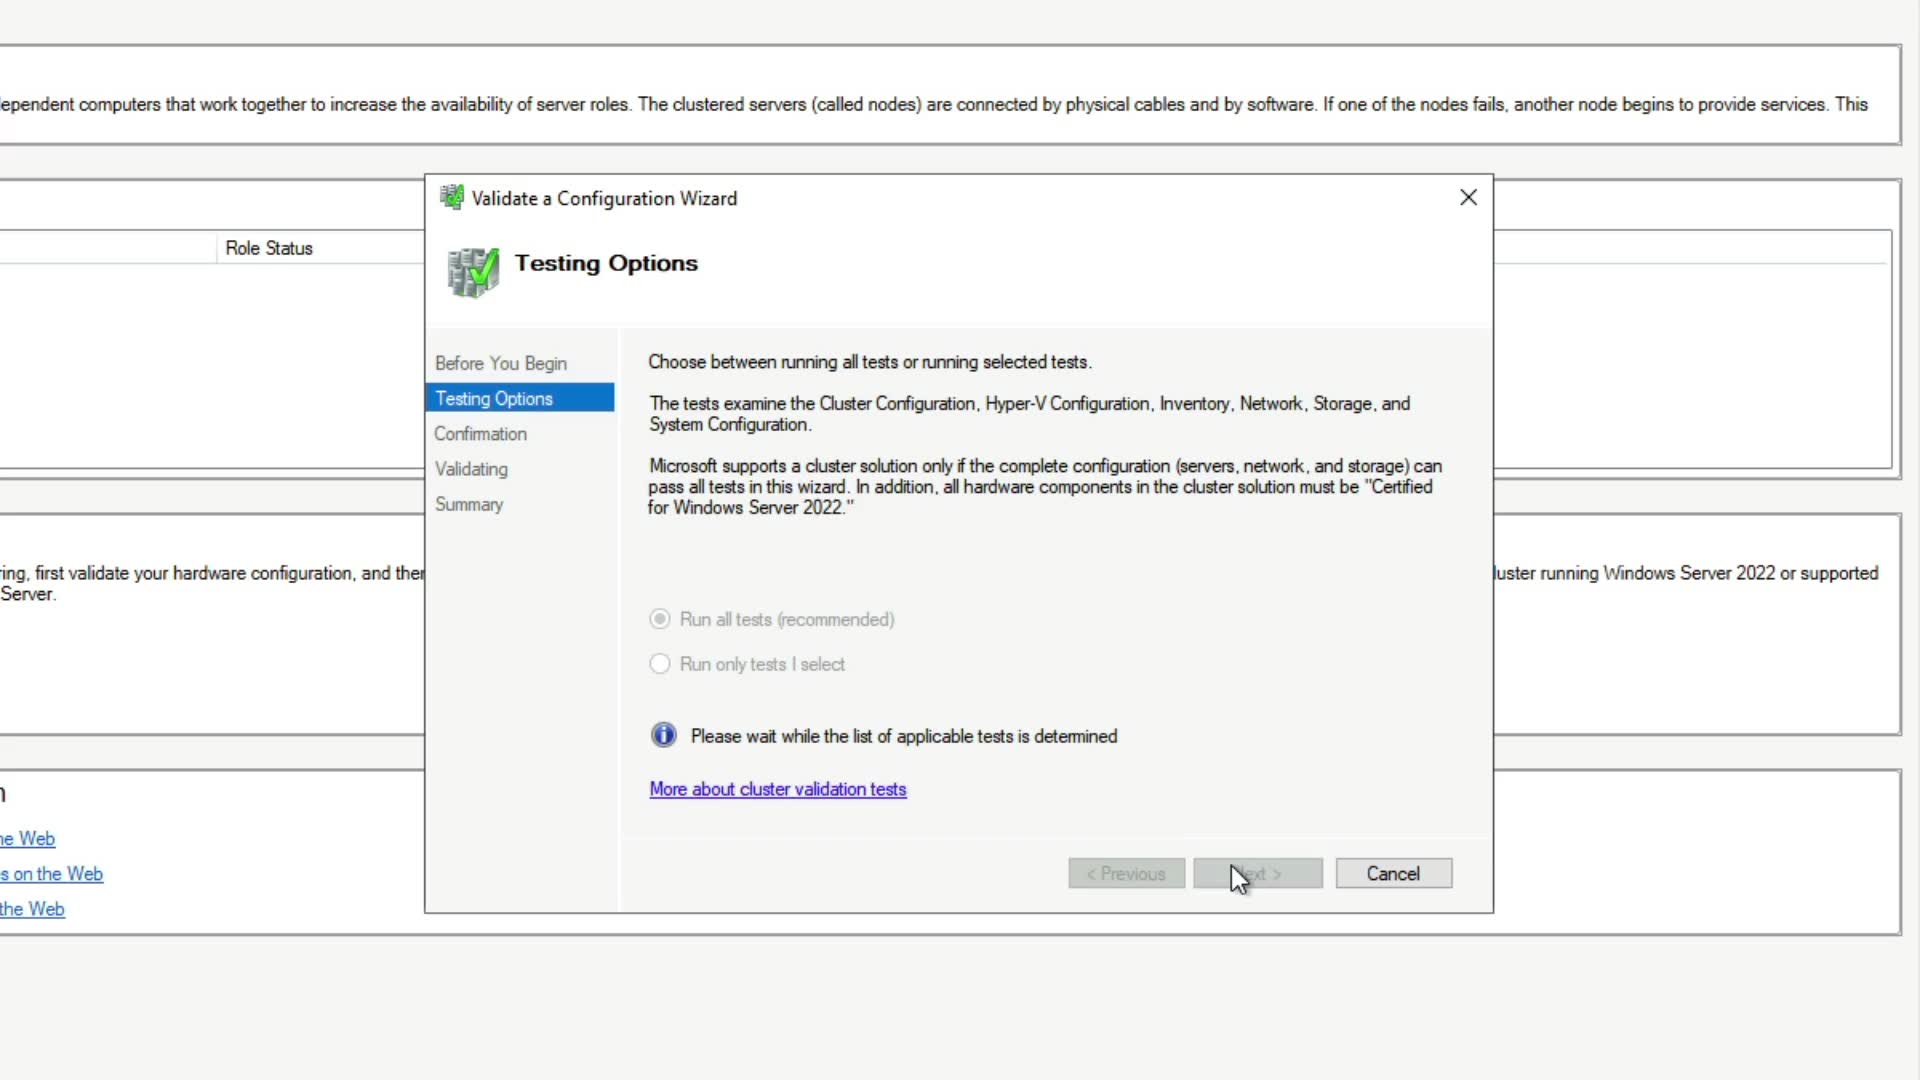 ependent computers that work together to increase the availability of server roles. The clustered servers (called nodes) are connected by physical cables and by software. If one of the nodes fails, another node begins to provide services. This
Validate a Configuration Wizard
Role Status
Testing Options
Before You Begin
Testing Options
Confirmation
Validating
Summary
Choose between running all tests or running selected tests.
The tests examine the Cluster Configuration, Hyper-V Configuration, Inventory, Network, Storage, and
System Configuration.
Microsoft supports a cluster solution only if the complete configuration (servers, network, and storage) can
pass all tests in this wizard. In addition, all hardware components in the cluster solution must be "Certified
for Windows Server 2022."
ring, first validate your hardware configuration, and then
luster running Windows Server 2022 or supported
Server.
Run all tests (recommended)
Run only tests I select
Please wait while the list of applicable tests is determined
More about cluster validation tests
n
he Web
s on the Web
the Web
< Previous
ext >
Cancel